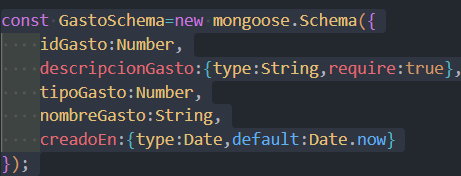 const GastoSchema=new mongoose.Schema({
    idGasto:Number,
    descripcionGasto:{type:String,require:true},
    tipoGasto:Number,
    nombreGasto:String,
    creadoEn:{type:Date,default:Date.now}
});